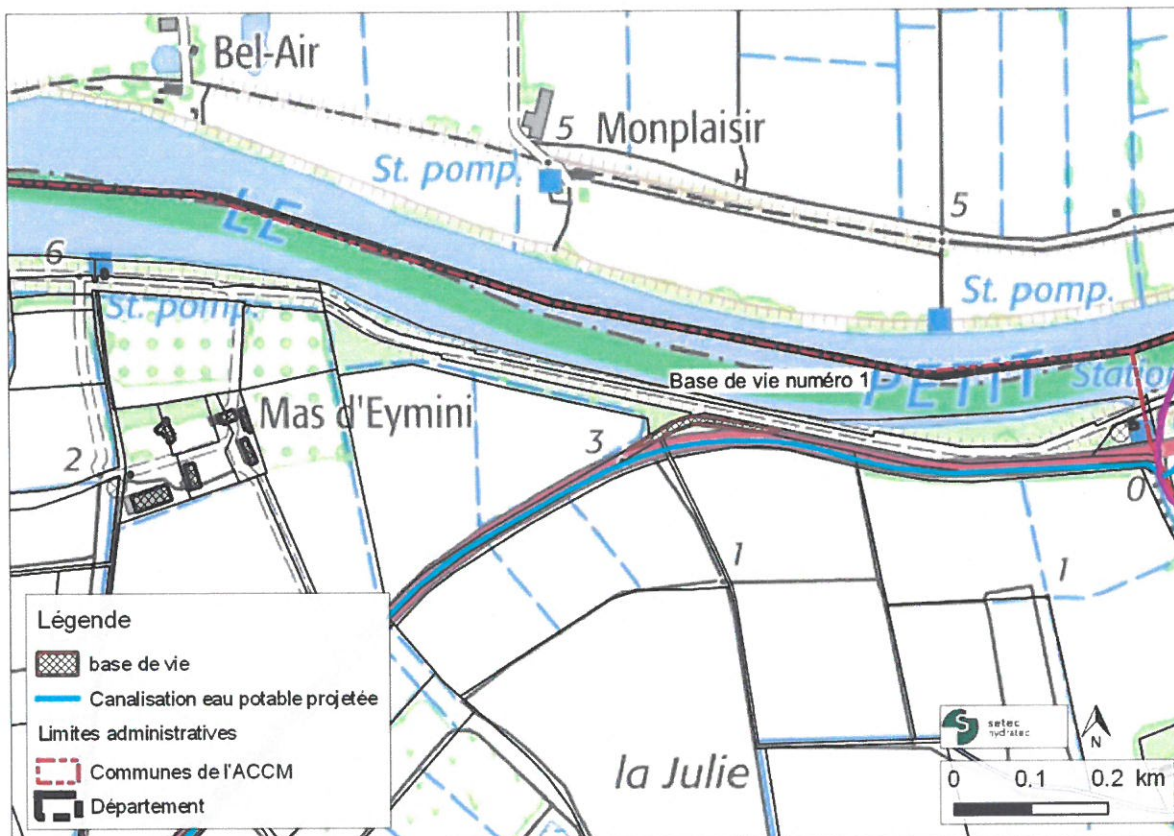 Bel-Air
5 Monplaisir
St. pomp.
LE
5
6
St. pomp.
St. pomp.
Base de vie numéro 1
PETIT
Station
Mas d'Eymini
3
2
0
1
1
Légende
base de vie
Canalisation eau potable projetée
Limites administratives
Communes de l'ACCM
Département
la Julie
setec
hydratec
N
0 0.1 0.2 km